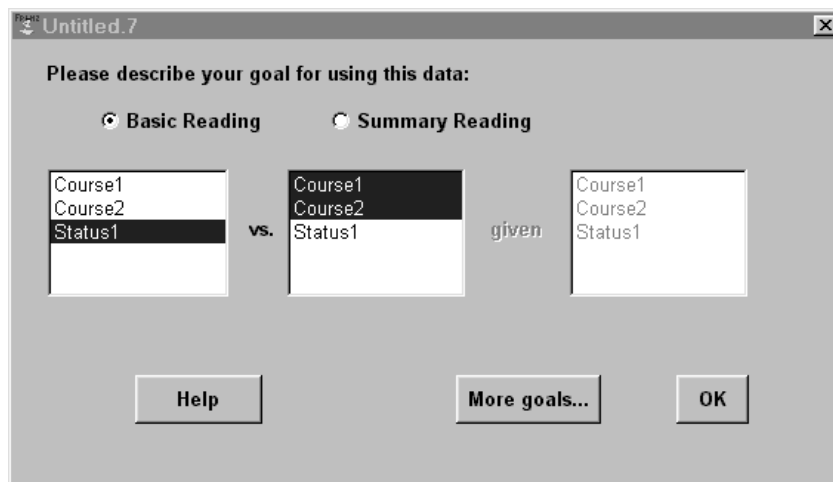 Franz
Untitled.7
Please describe your goal for using this data:
Basic Reading Summary Reading
Course1
Course2
Status1
vs.
Course1
Course2
Status1
given
Course1
Course2
Status1
Help More goals... OK